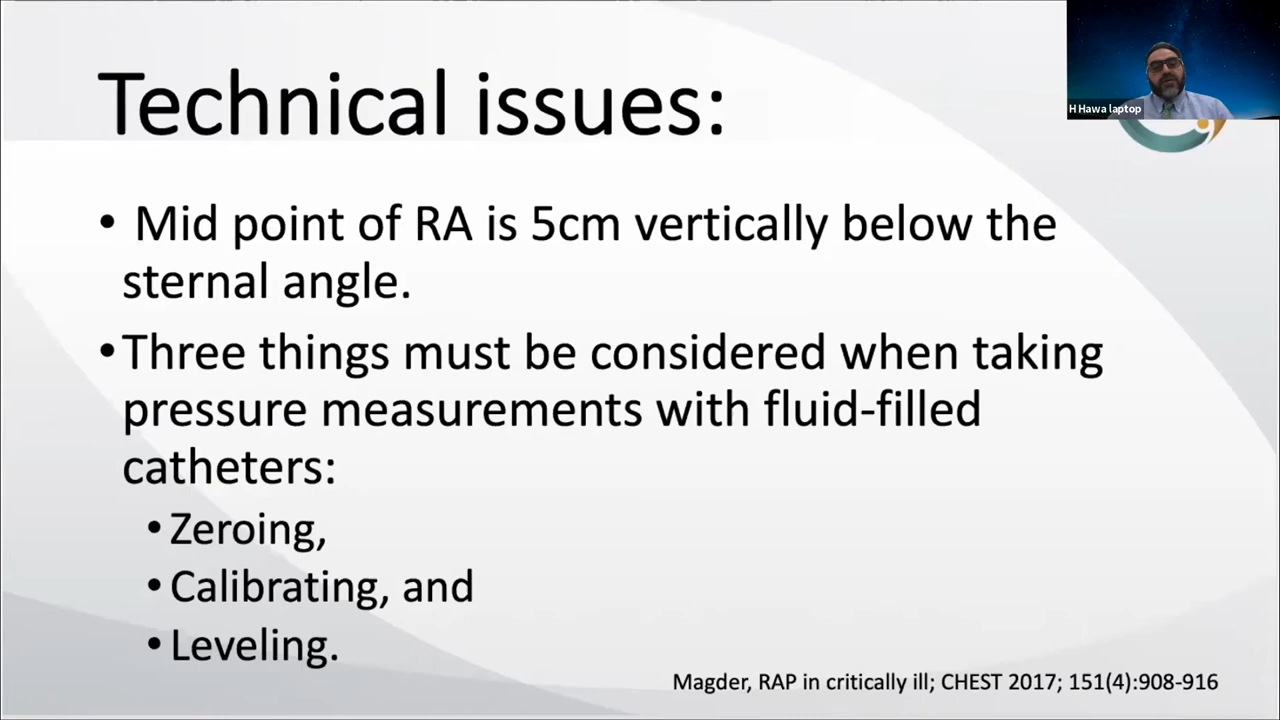 H Hawa laptop
Technical issues:
• Mid point of RA is 5cm vertically below the
sternal angle.
• Three things must be considered when taking
pressure measurements with fluid-filled
catheters:
• Zeroing,
• Calibrating, and
• Leveling.
Magder, RAP in critically ill; CHEST 2017; 151(4):908-916